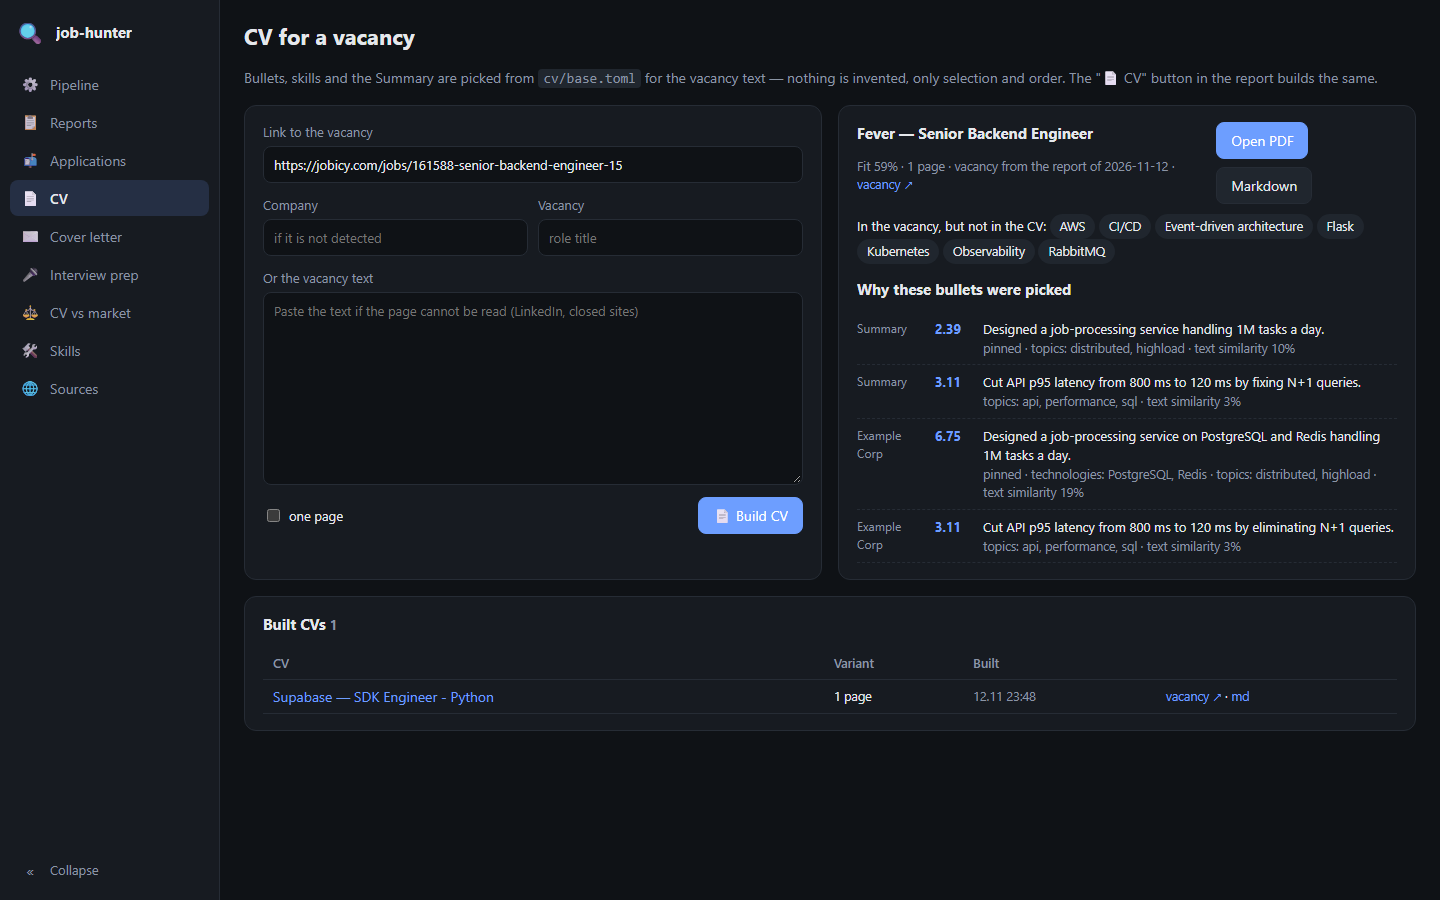 job-hunter
Pipeline
Reports
Applications
CV
Cover letter
Interview prep
CV vs market
Skills
Sources
« Collapse
CV for a vacancy
Bullets, skills and the Summary are picked from cv/base.toml for the vacancy text — nothing is invented, only selection and order. The " CV" button in the report builds the same.
Link to the vacancy
https://jobicy.com/jobs/161588-senior-backend-engineer-15
Company
Vacancy
if it is not detected
role title
Or the vacancy text
Paste the text if the page cannot be read (LinkedIn, closed sites)
one page
Build CV
Fever — Senior Backend Engineer
Fit 59% · 1 page · vacancy from the report of 2026-11-12 ·
vacancy ↗
Open PDF
Markdown
In the vacancy, but not in the CV: AWS CI/CD Event-driven architecture Flask
Kubernetes Observability RabbitMQ
Why these bullets were picked
Summary 2.39 Designed a job-processing service handling 1M tasks a day.
pinned · topics: distributed, highload · text similarity 10%
Summary 3.11 Cut API p95 latency from 800 ms to 120 ms by fixing N+1 queries.
topics: api, performance, sql · text similarity 3%
Example Corp 6.75 Designed a job-processing service on PostgreSQL and Redis handling
1M tasks a day.
pinned · technologies: PostgreSQL, Redis · topics: distributed, highload ·
text similarity 19%
Example Corp 3.11 Cut API p95 latency from 800 ms to 120 ms by eliminating N+1 queries.
topics: api, performance, sql · text similarity 3%
Built CVs 1
CV Variant Built
Supabase — SDK Engineer - Python 1 page 12.11 23:48 vacancy ↗ · md